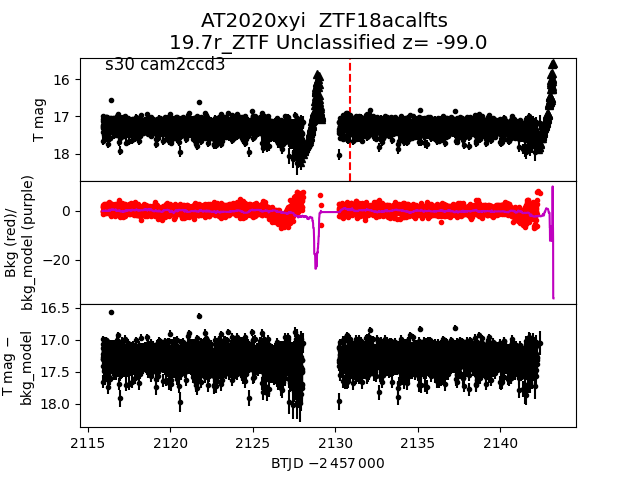 AT2020xyi  ZTF18acalfts
19.7r_ZTF Unclassified z= -99.0
s30 cam2ccd3
16
17
18
T mag
0
−20
Bkg (red)/
bkg_model (purple)
16.5
17.0
17.5
18.0
T mag −
bkg_model
2115 2120 2125 2130 2135 2140
BTJD −2 457 000